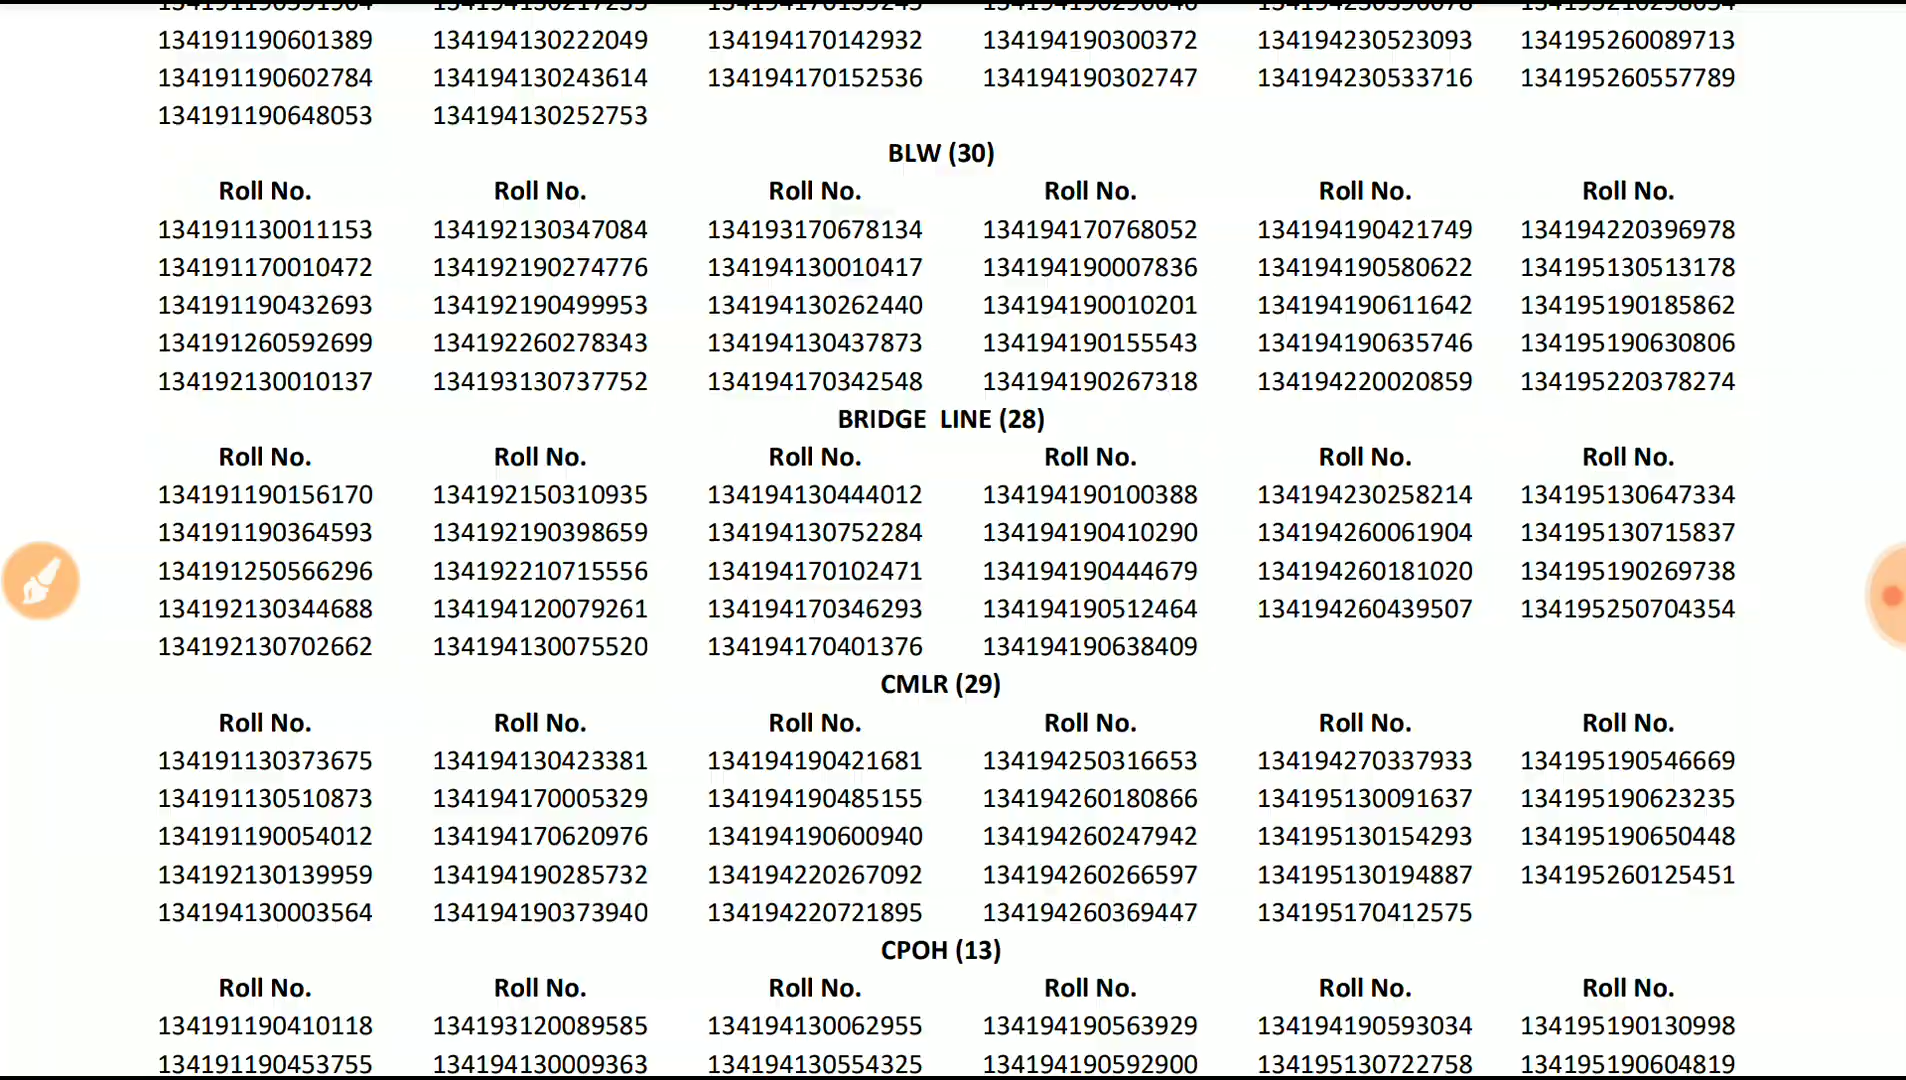 134191190601389 134194130222049 134194170142932 134194190300372 134194230523093 134195260089713
134191190602784 134194130243614 134194170152536 134194190302747 134194230533716 134195260557789
134191190648053 134194130252753
BLW (30)
Roll No. Roll No. Roll No. Roll No. Roll No. Roll No.
134191130011153 134192130347084 134193170678134 134194170768052 134194190421749 134194220396978
134191170010472 134192190274776 134194130010417 134194190007836 134194190580622 134195130513178
134191190432693 134192190499953 134194130262440 134194190010201 134194190611642 134195190185862
134191260592699 134192260278343 134194130437873 134194190155543 134194190635746 134195190630806
134192130010137 134193130737752 134194170342548 134194190267318 134194220020859 134195220378274
BRIDGE LINE (28)
Roll No. Roll No. Roll No. Roll No. Roll No. Roll No.
134191190156170 134192150310935 134194130444012 134194190100388 134194230258214 134195130647334
134191190364593 134192190398659 134194130752284 134194190410290 134194260061904 134195130715837
134191250566296 134192210715556 134194170102471 134194190444679 134194260181020 134195190269738
134192130344688 134194120079261 134194170346293 134194190512464 134194260439507 134195250704354
134192130702662 134194130075520 134194170401376 134194190638409
CMLR (29)
Roll No. Roll No. Roll No. Roll No. Roll No. Roll No.
134191130373675 134194130423381 134194190421681 134194250316653 134194270337933 134195190546669
134191130510873 134194170005329 134194190485155 134194260180866 134195130091637 134195190623235
134191190054012 134194170620976 134194190600940 134194260247942 134195130154293 134195190650448
134192130139959 134194190285732 134194220267092 134194260266597 134195130194887 134195260125451
134194130003564 134194190373940 134194220721895 134194260369447 134195170412575
CPOH (13)
Roll No. Roll No. Roll No. Roll No. Roll No. Roll No.
134191190410118 134193120089585 134194130062955 134194190563929 134194190593034 134195190130998
134191190453755 134194130009363 134194130554325 134194190592900 134195130722758 134195190604819